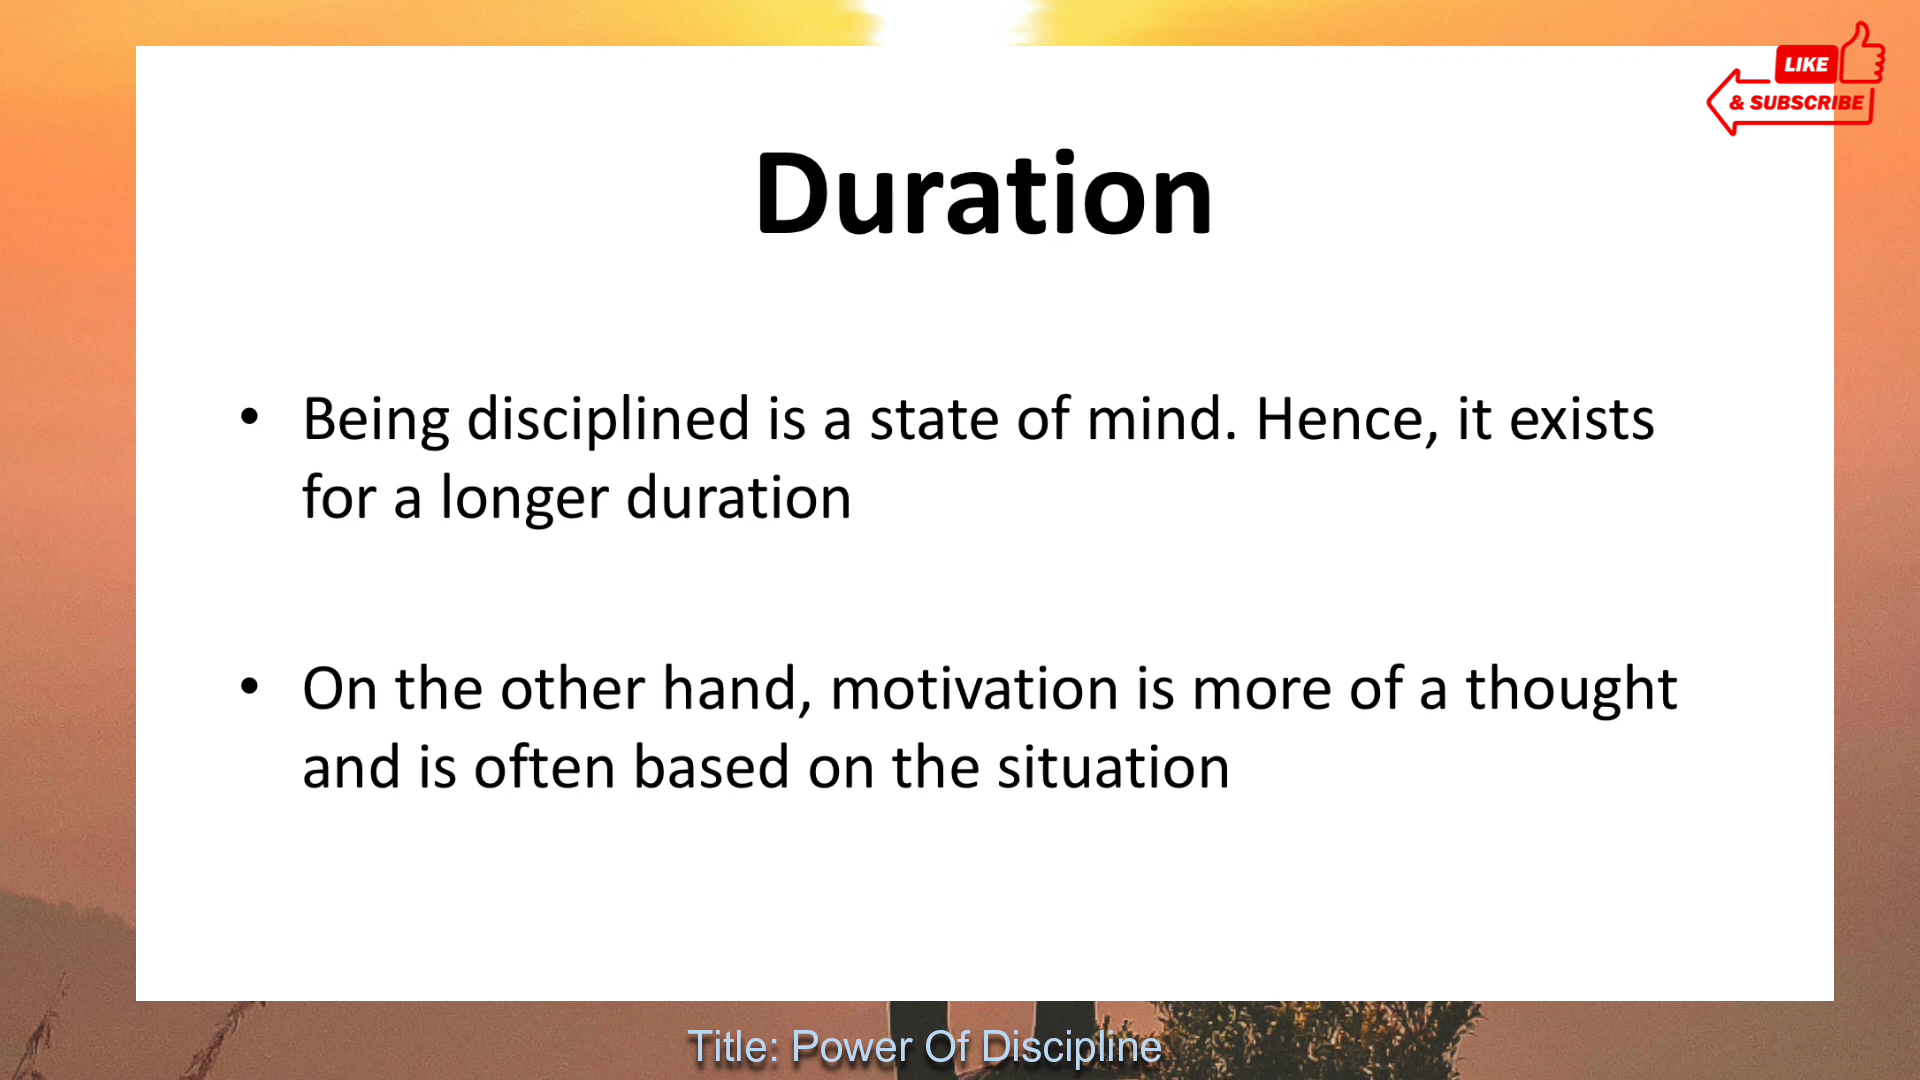 LIKE
& SUBSCRIBE
Duration
• Being disciplined is a state of mind. Hence, it exists
for a longer duration
• On the other hand, motivation is more of a thought
and is often based on the situation
Title: Power Of Discipline